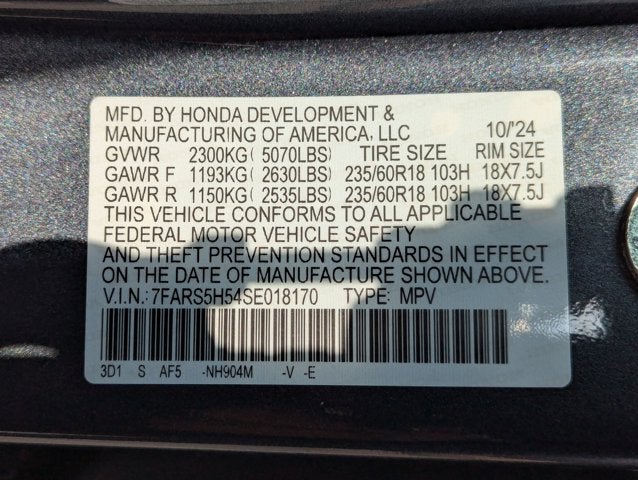 MFD. BY HONDA DEVELOPMENT &
MANUFACTURING OF AMERICA, LLC 10/'24
GVWR 2300KG( 5070LBS) TIRE SIZE RIM SIZE
GAWR F 1193KG( 2630LBS) 235/60R18 103H 18X7.5J
GAWR R 1150KG( 2535LBS) 235/60R18 103H 18X7.5J
THIS VEHICLE CONFORMS TO ALL APPLICABLE
FEDERAL MOTOR VEHICLE SAFETY
AND THEFT PREVENTION STANDARDS IN EFFECT
ON THE DATE OF MANUFACTURE SHOWN ABOVE.
V.I.N.:7FARS5H54SE018170 TYPE: MPV
3D1 S AF5 -NH904M -V -E